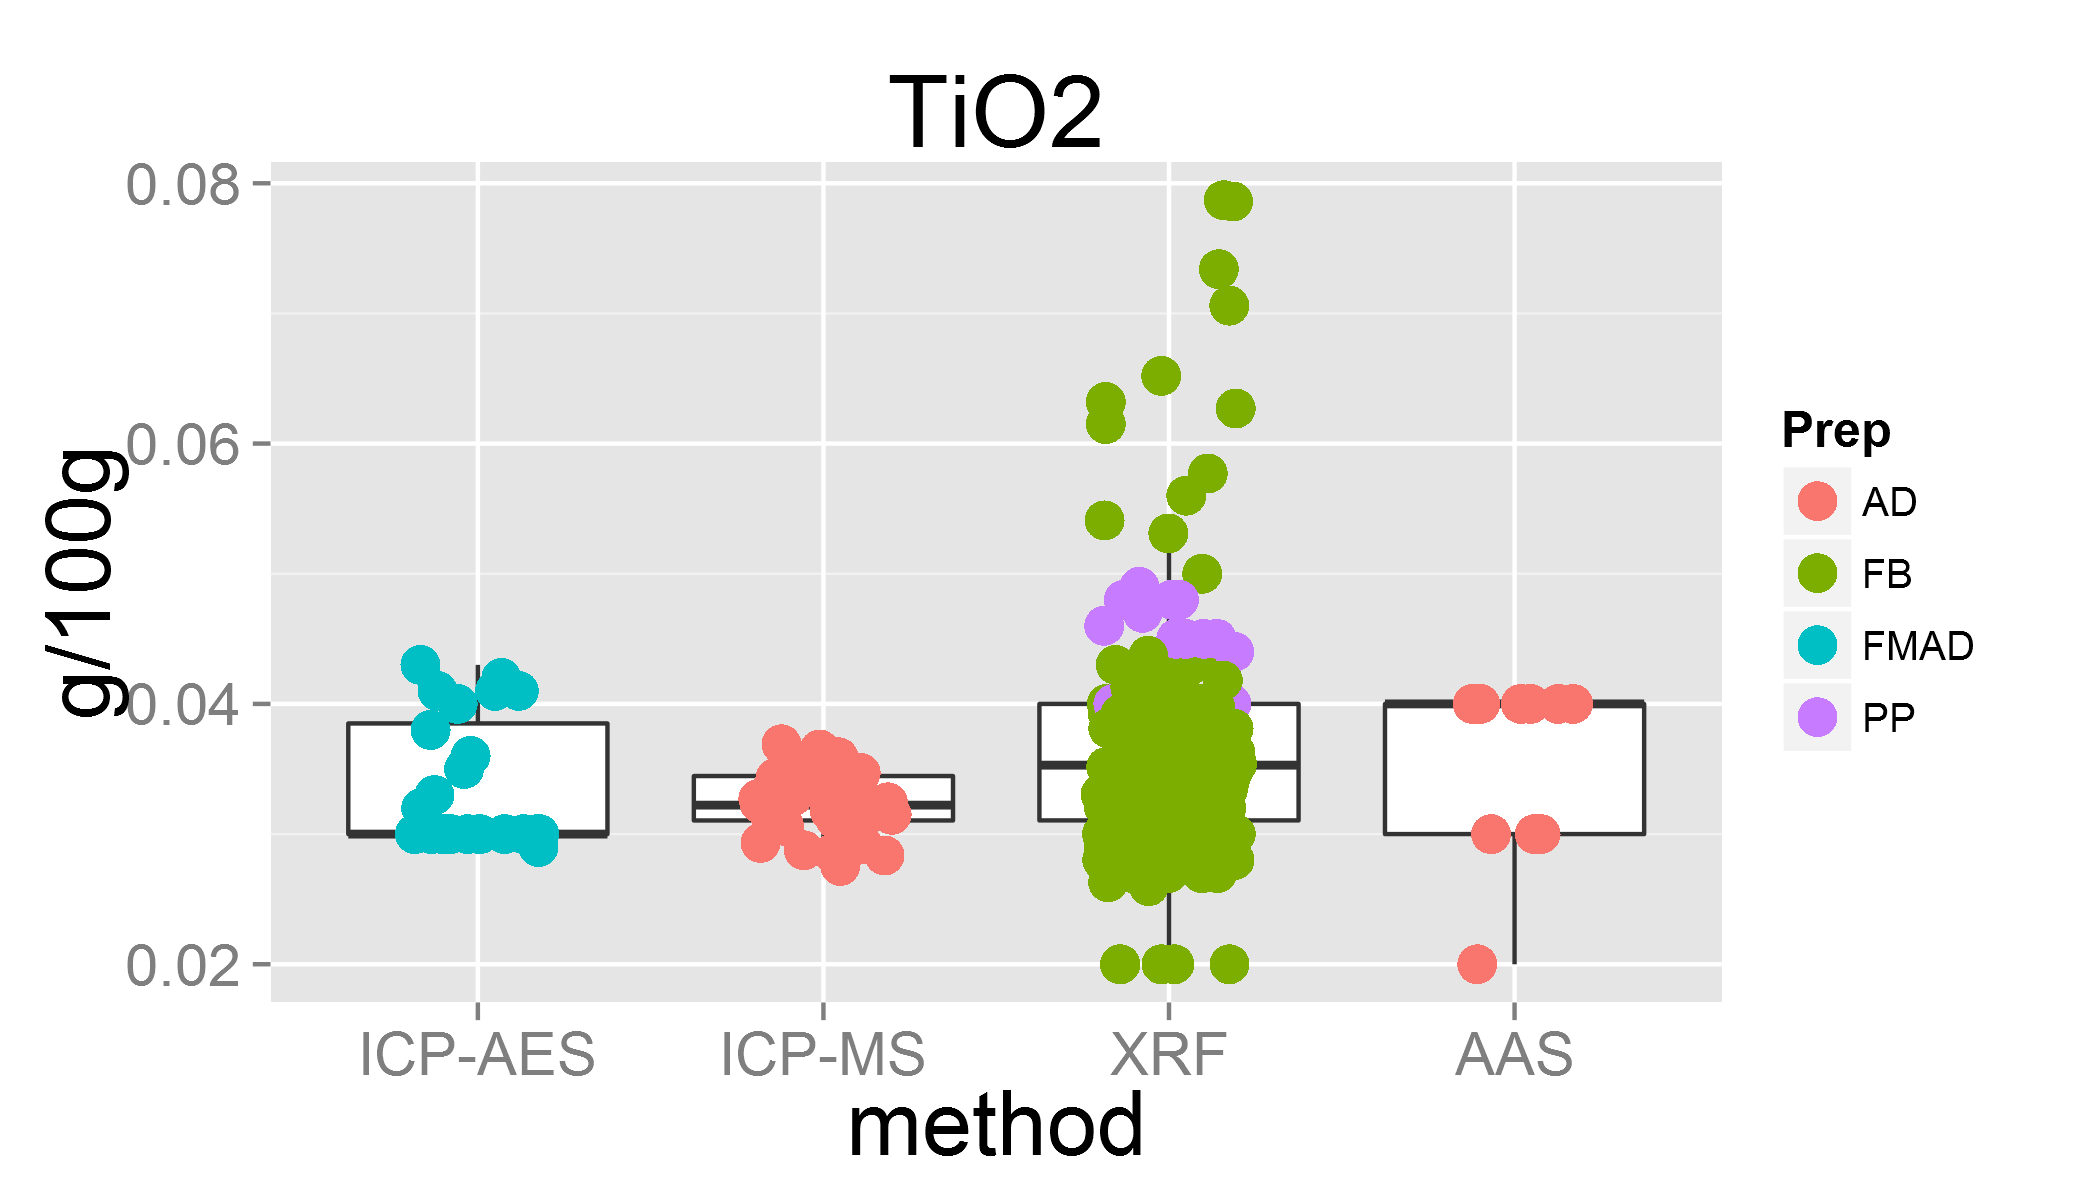 TiO2
g/100g
0.08
0.06
0.04
0.02
ICP-AES
ICP-MS
XRF
AAS
method
Prep
AD
FB
FMAD
PP